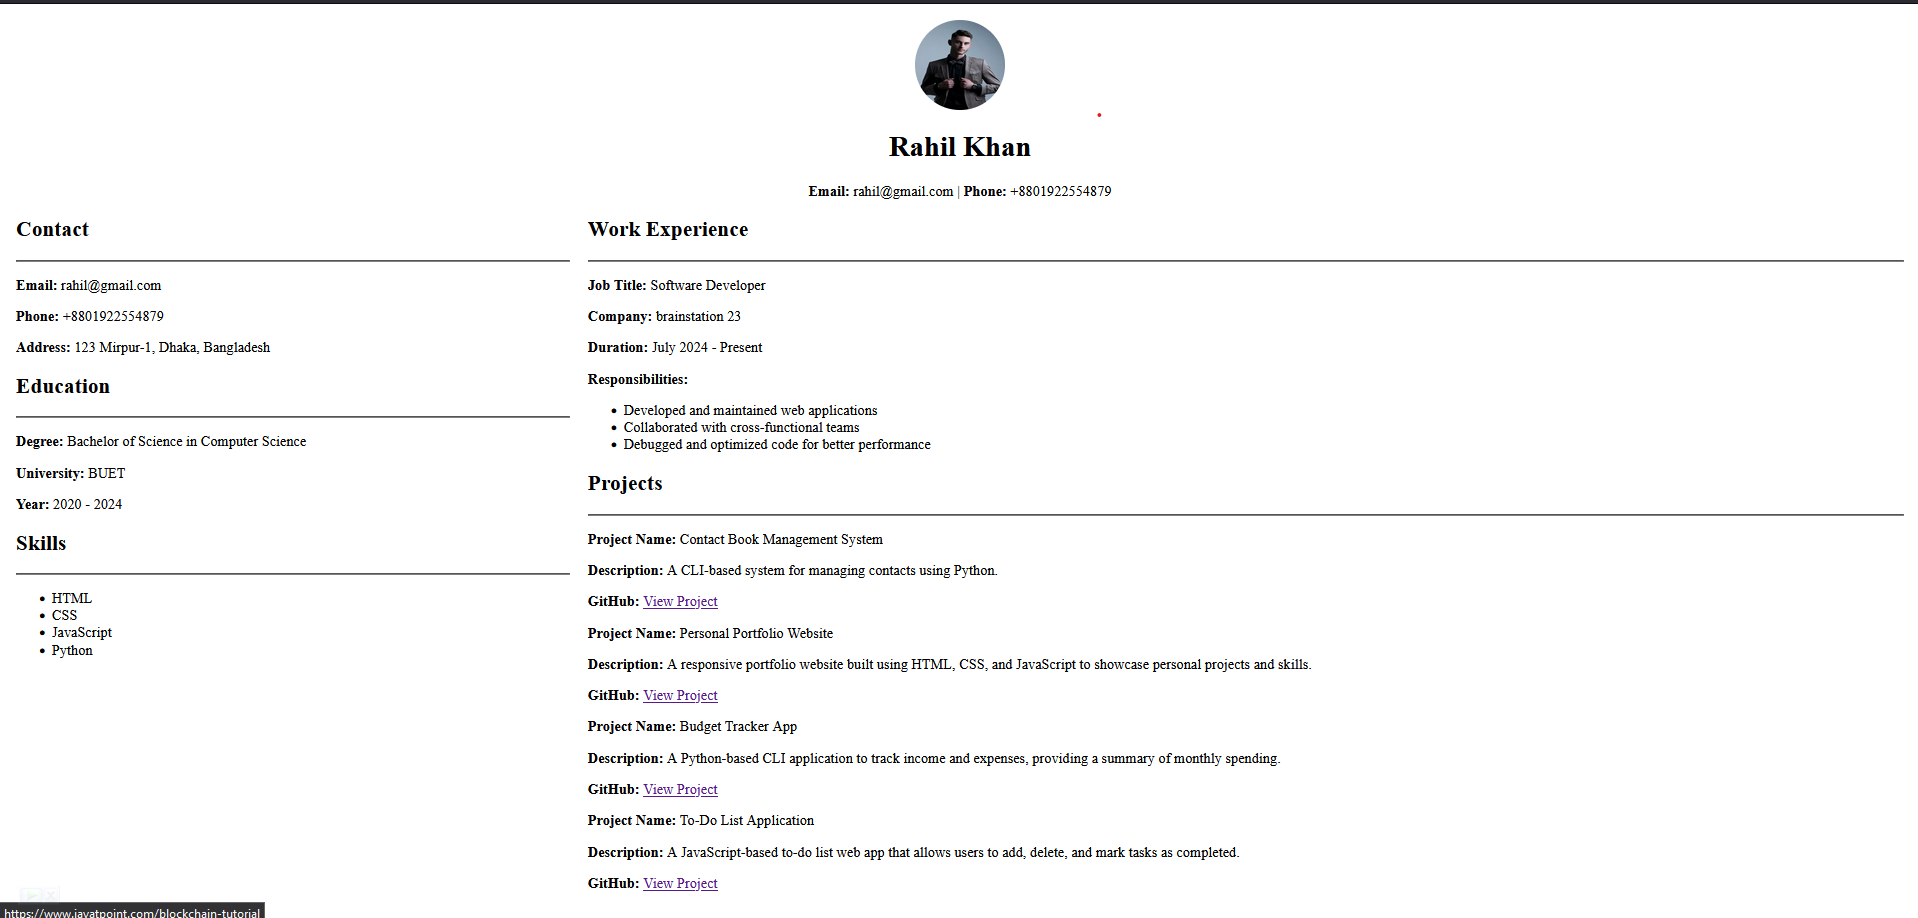 Rahil Khan
Email: rahil@gmail.com | Phone: +8801922554879
Contact
Email: rahil@gmail.com
Phone: +8801922554879
Address: 123 Mirpur-1, Dhaka, Bangladesh
Education
Degree: Bachelor of Science in Computer Science
University: BUET
Year: 2020 - 2024
Skills
• HTML
• CSS
• JavaScript
• Python
Work Experience
Job Title: Software Developer
Company: brainstation 23
Duration: July 2024 - Present
Responsibilities:
• Developed and maintained web applications
• Collaborated with cross-functional teams
• Debugged and optimized code for better performance
Projects
Project Name: Contact Book Management System
Description: A CLI-based system for managing contacts using Python.
GitHub: View Project
Project Name: Personal Portfolio Website
Description: A responsive portfolio website built using HTML, CSS, and JavaScript to showcase personal projects and skills.
GitHub: View Project
Project Name: Budget Tracker App
Description: A Python-based CLI application to track income and expenses, providing a summary of monthly spending.
GitHub: View Project
Project Name: To-Do List Application
Description: A JavaScript-based to-do list web app that allows users to add, delete, and mark tasks as completed.
GitHub: View Project
https://www.javatpoint.com/blockchain-tutorial